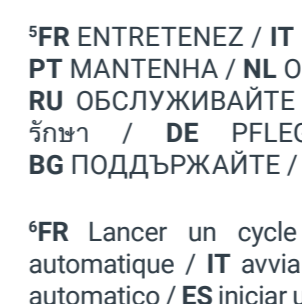 ⁵FR ENTRETENEZ / IT
PT MANTENHA / NL
RU ОБСЛУЖИВАЙТЕ
รักษา / DE
BG ПОДДЪРЖАЙТЕ /
⁶FR Lancer un cycle
automatique / IT avvia
automatico / ES iniciar